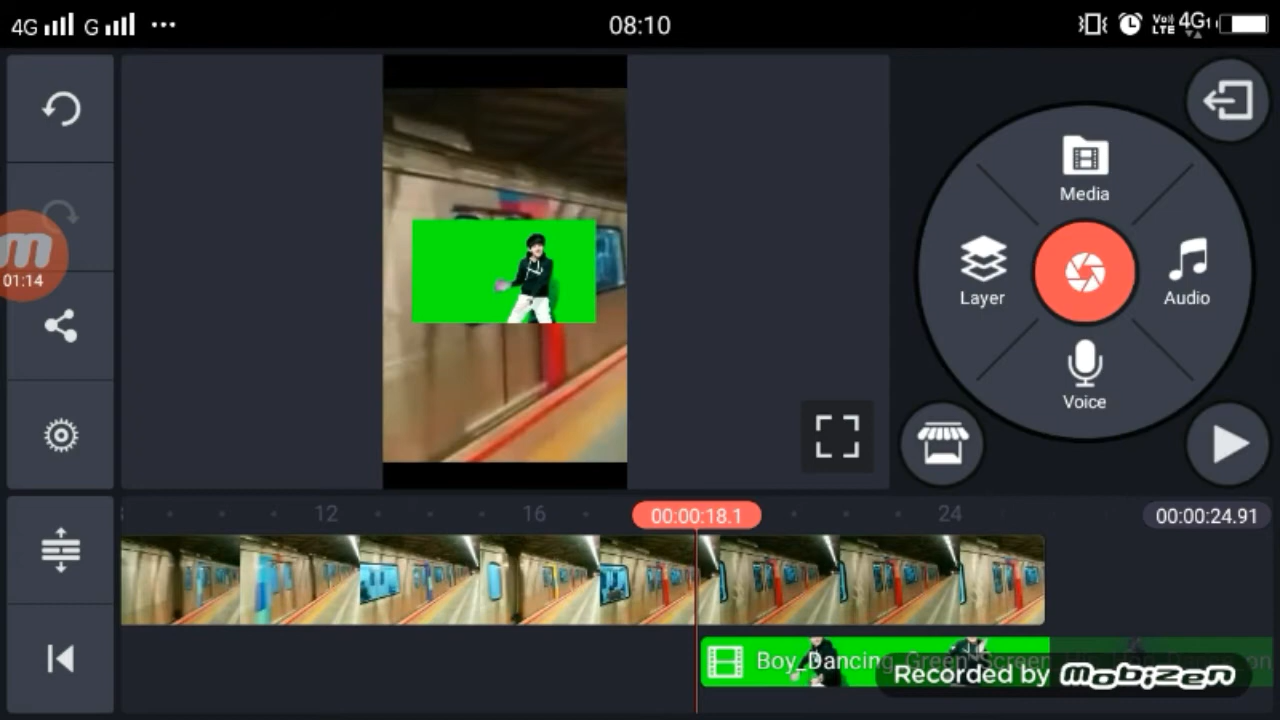 4G G ••• 08:10 VoLTE 4G
Media
Layer
Audio
Voice
01:14
12 16 00:00:18.1 24 00:00:24.91
Boy_Dancing_Green_Screen
Recorded by mobizen